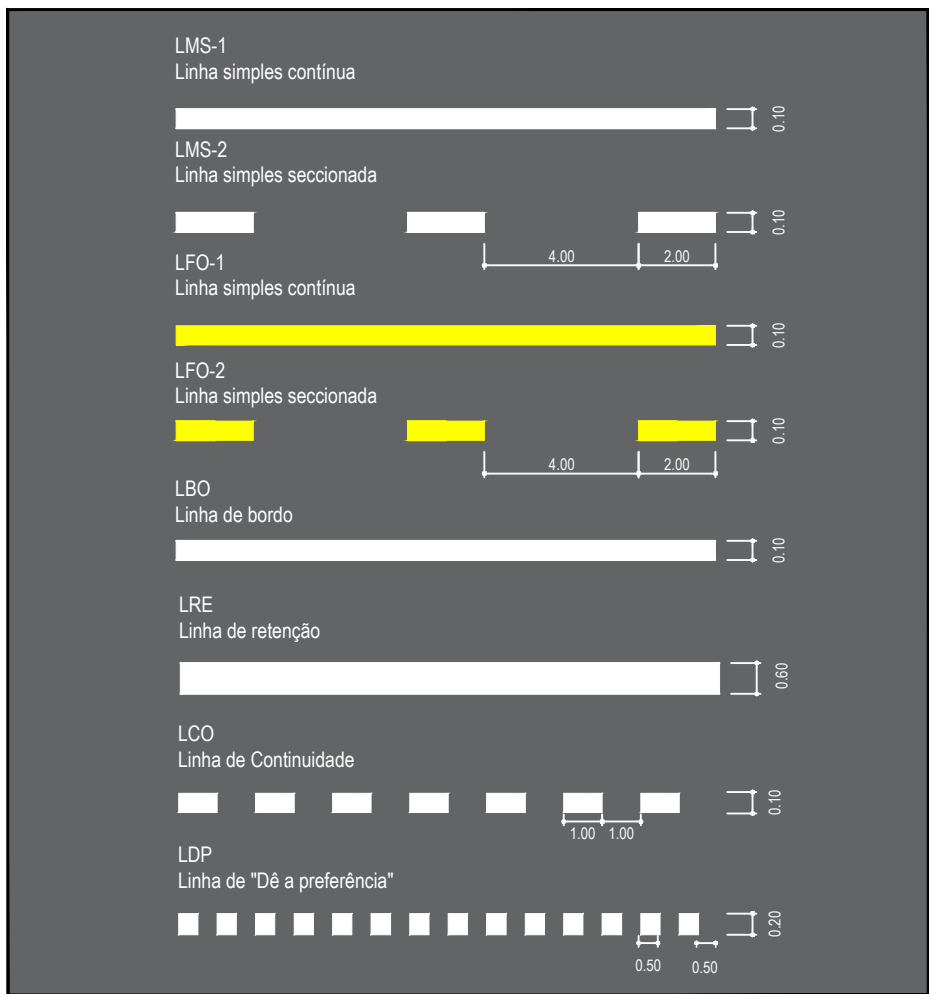 LMS-1
Linha simples contínua
0.10
LMS-2
Linha simples seccionada
0.10
4.00 2.00
LFO-1
Linha simples contínua
0.10
LFO-2
Linha simples seccionada
0.10
4.00 2.00
LBO
Linha de bordo
0.10
LRE
Linha de retenção
0.60
LCO
Linha de Continuidade
0.10
1.00 1.00
LDP
Linha de "Dê a preferência"
0.20
0.50 0.50